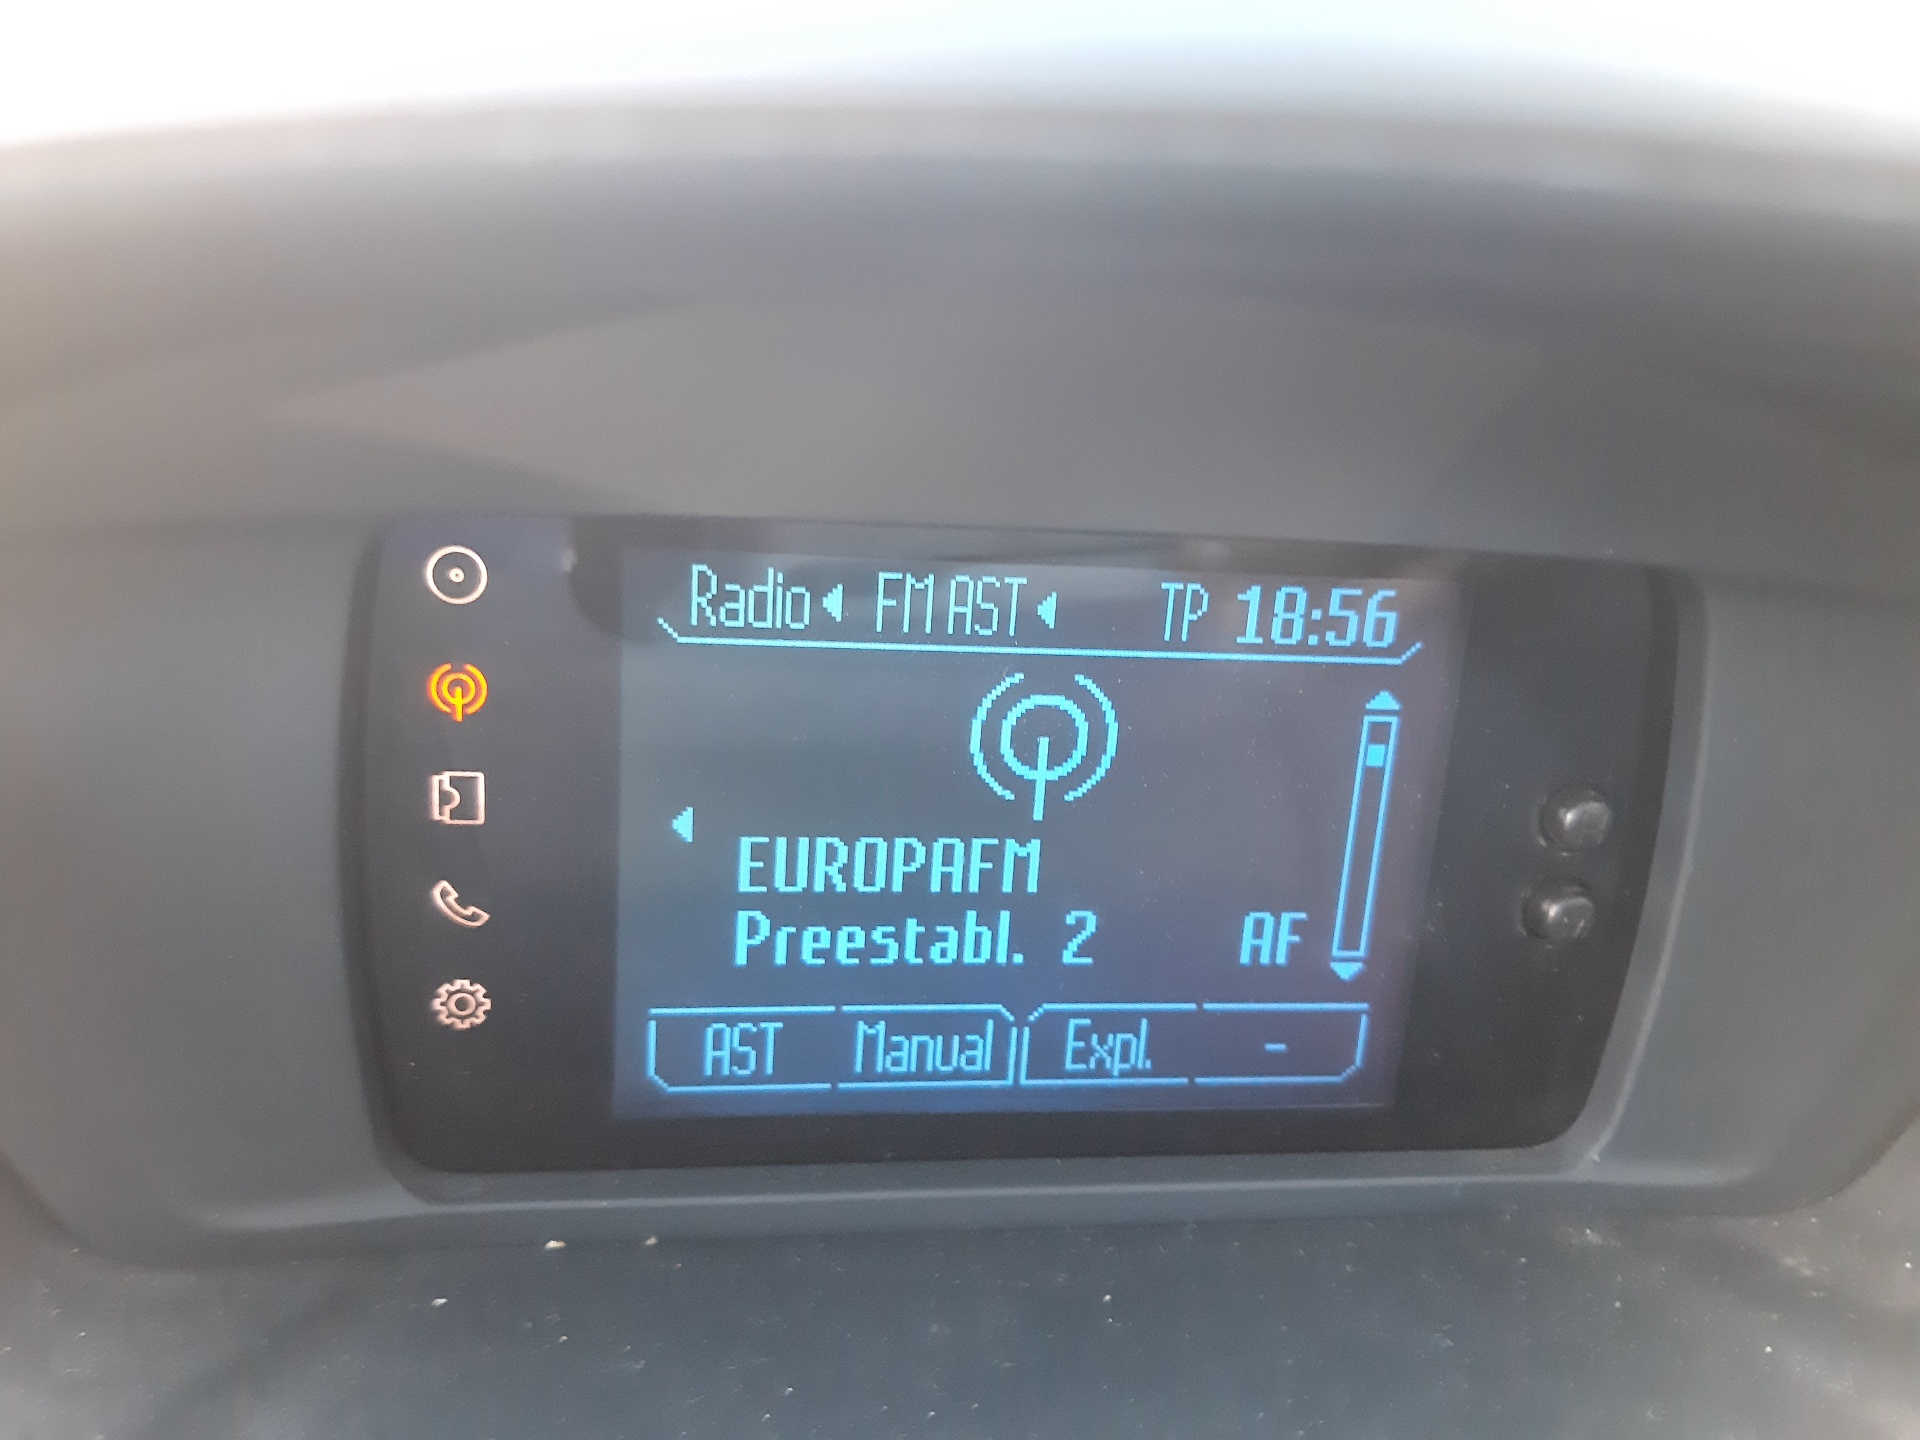 Radio FM AST TP 18:56
EUROPAFM
Preestabl. 2 AF
AST Manual Expl. -